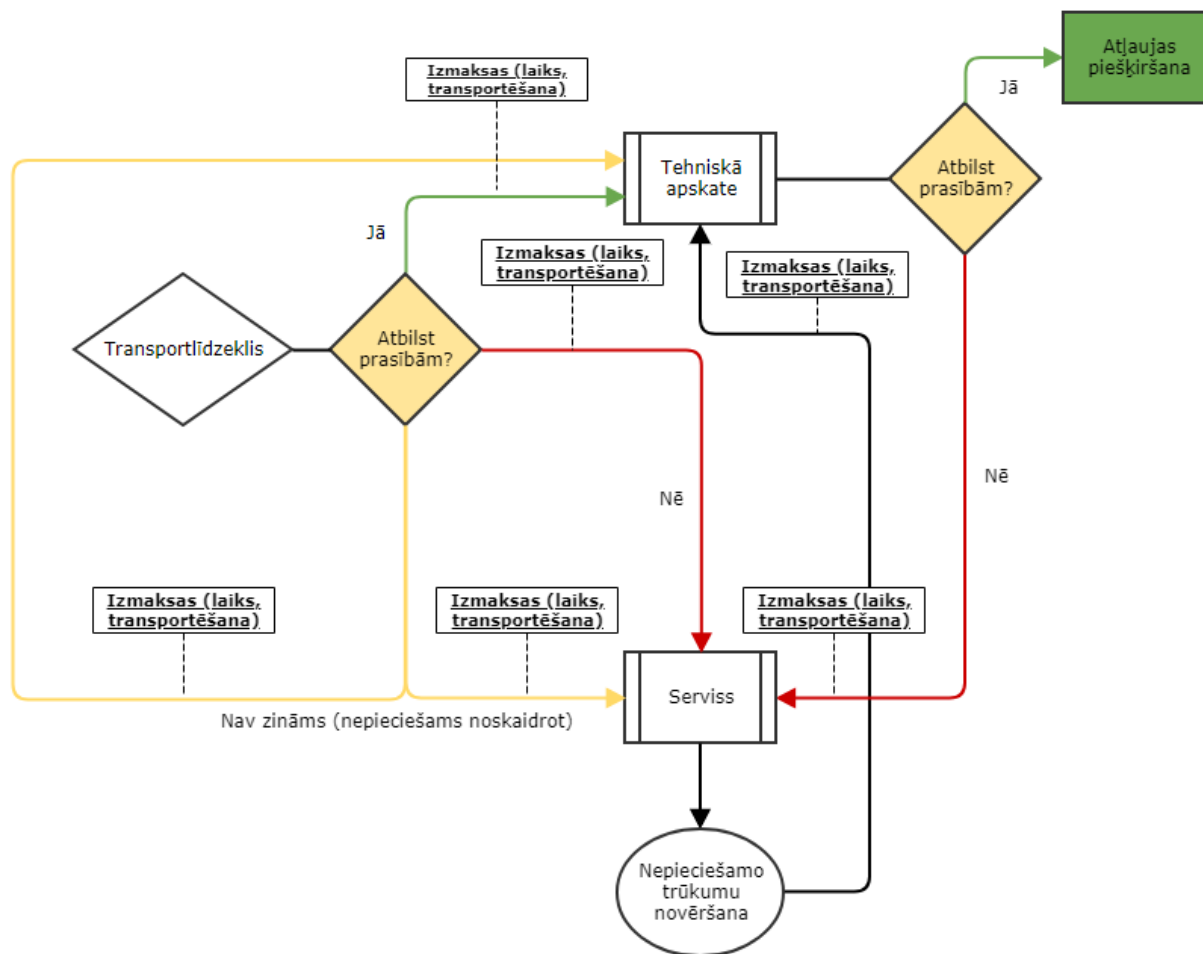 Atļaujas
piešķiršana
Izmaksas (laiks,
transportēšana)
Jā
Tehniskā
apskate
Atbilst
prasībām?
Jā
Izmaksas (laiks,
transportēšana)
Izmaksas (laiks,
transportēšana)
Transportlīdzeklis
Atbilst
prasībām?
Nē
Nē
Izmaksas (laiks,
transportēšana)
Izmaksas (laiks,
transportēšana)
Izmaksas (laiks,
transportēšana)
Serviss
Nav zināms (nepieciešams noskaidrot)
Nepieciešamo
trūkumu
novēršana